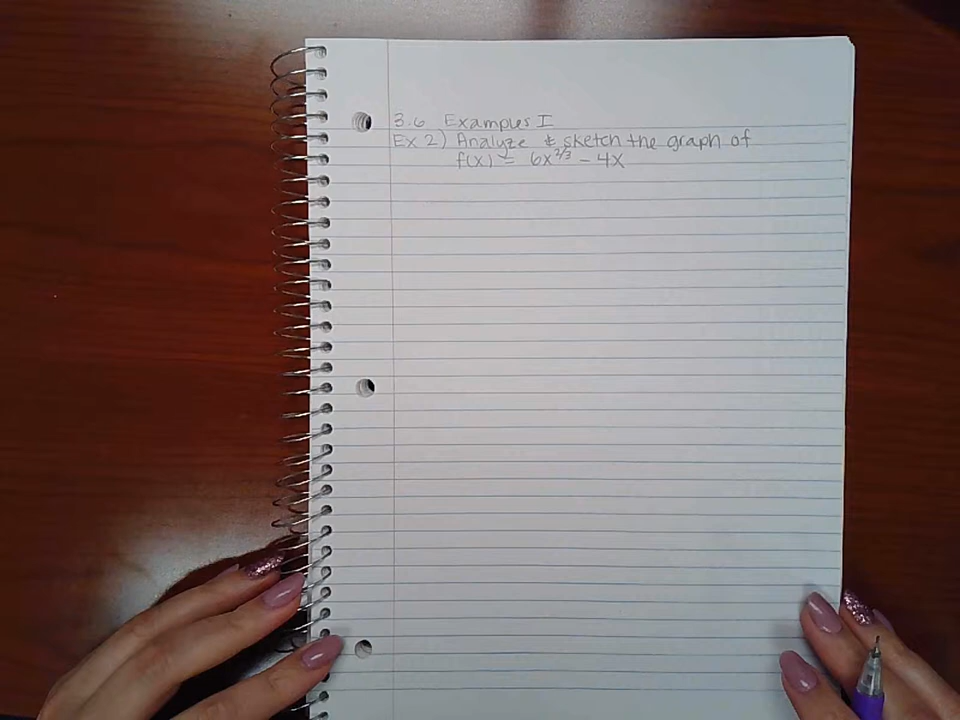 3.6 Examples I
Ex 2) Analyze & sketch the graph of
f(x) = 6x^{2/3} - 4x